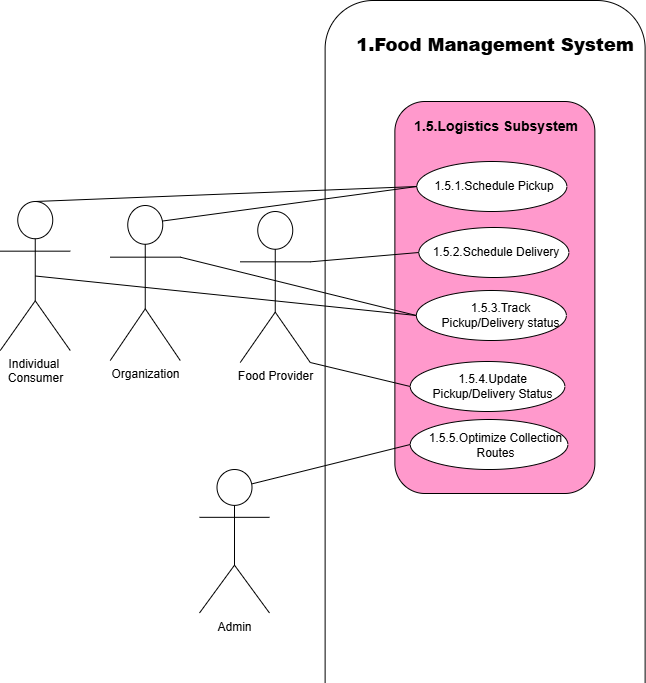 1.Food Management System
1.5.Logistics Subsystem
1.5.1.Schedule Pickup
1.5.2.Schedule Delivery
1.5.3.Track
Pickup/Delivery status
1.5.4.Update
Pickup/Delivery Status
1.5.5.Optimize Collection
Routes
Individual
Consumer
Organization
Food Provider
Admin